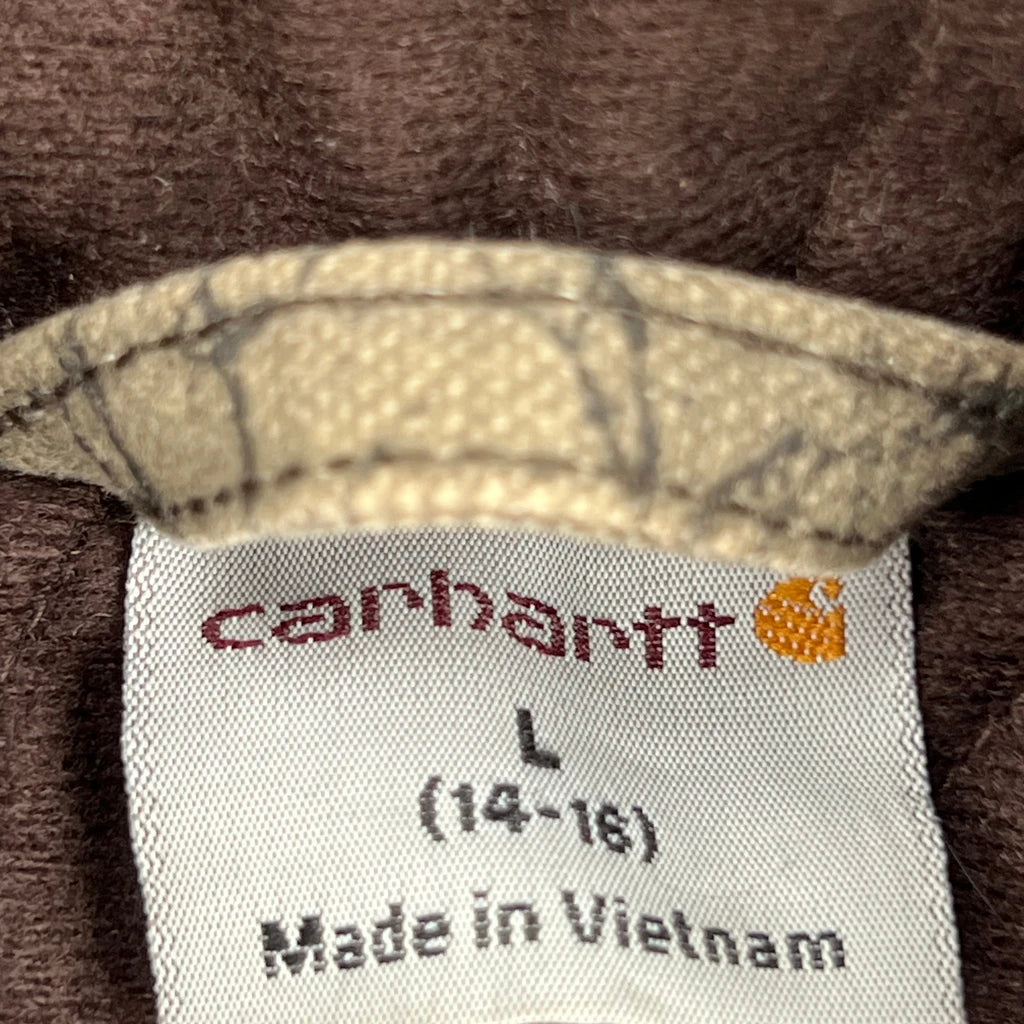 carhartt
L
(14-16)
Made in Vietnam